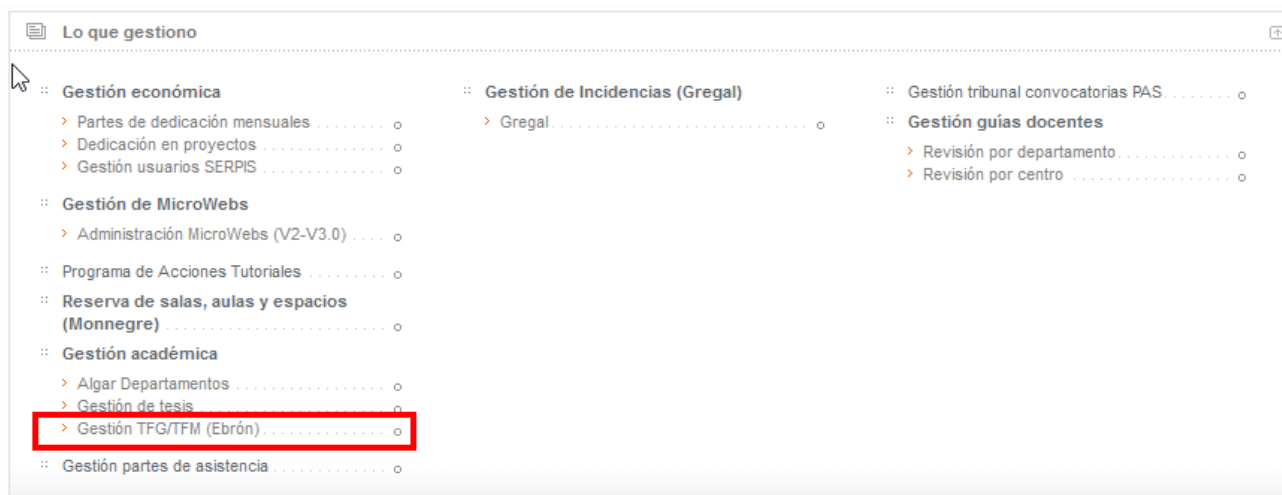 Lo que gestiono
Gestión económica
Partes de dedicación mensuales
Dedicación en proyectos
Gestión usuarios SERPIS
Gestión de MicroWebs
Administración MicroWebs (V2-V3.0)
Programa de Acciones Tutoriales
Reserva de salas, aulas y espacios
(Monnegre)
Gestión académica
Algar Departamentos
Gestión de tesis
Gestión TFG/TFM (Ebrón)
Gestión partes de asistencia
Gestión de Incidencias (Gregal)
Gregal
Gestión tribunal convocatorias PAS
Gestión guías docentes
Revisión por departamento
Revisión por centro